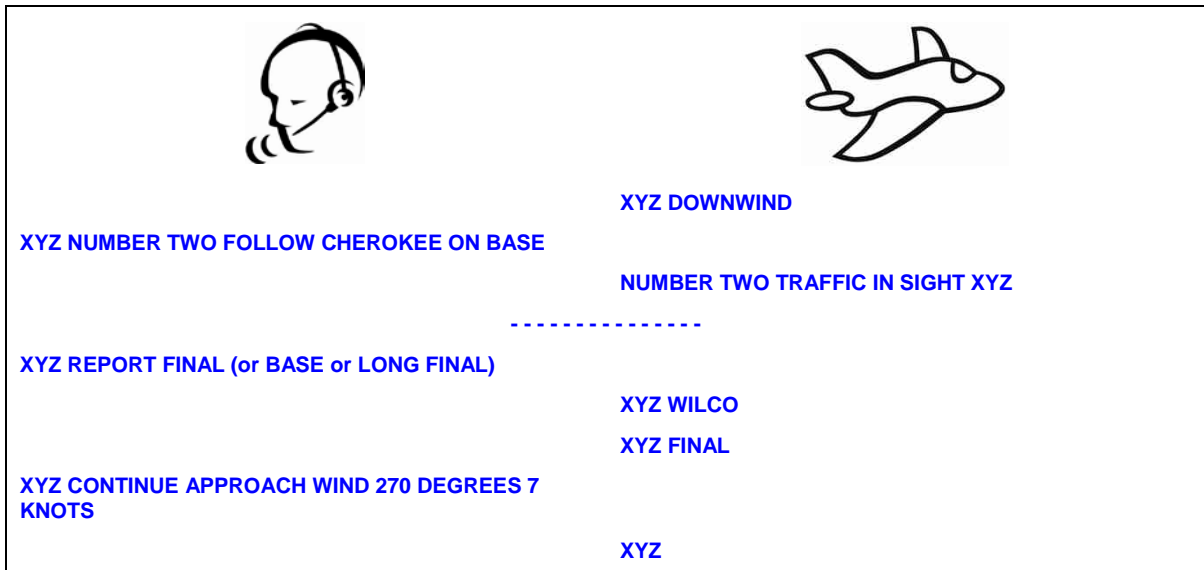 XYZ DOWNWIND
XYZ NUMBER TWO FOLLOW CHEROKEE ON BASE
NUMBER TWO TRAFFIC IN SIGHT XYZ
- - - - - - - - - - - - - - -
XYZ REPORT FINAL (or BASE or LONG FINAL)
XYZ WILCO
XYZ FINAL
XYZ CONTINUE APPROACH WIND 270 DEGREES 7
KNOTS
XYZ